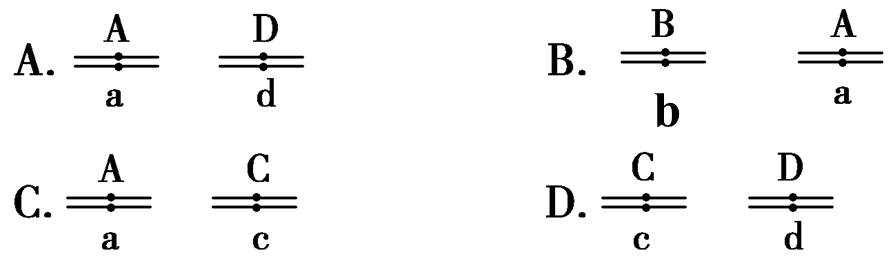 A. A D
a d
B. B A
b a
C. A C
a c
D. C D
c d